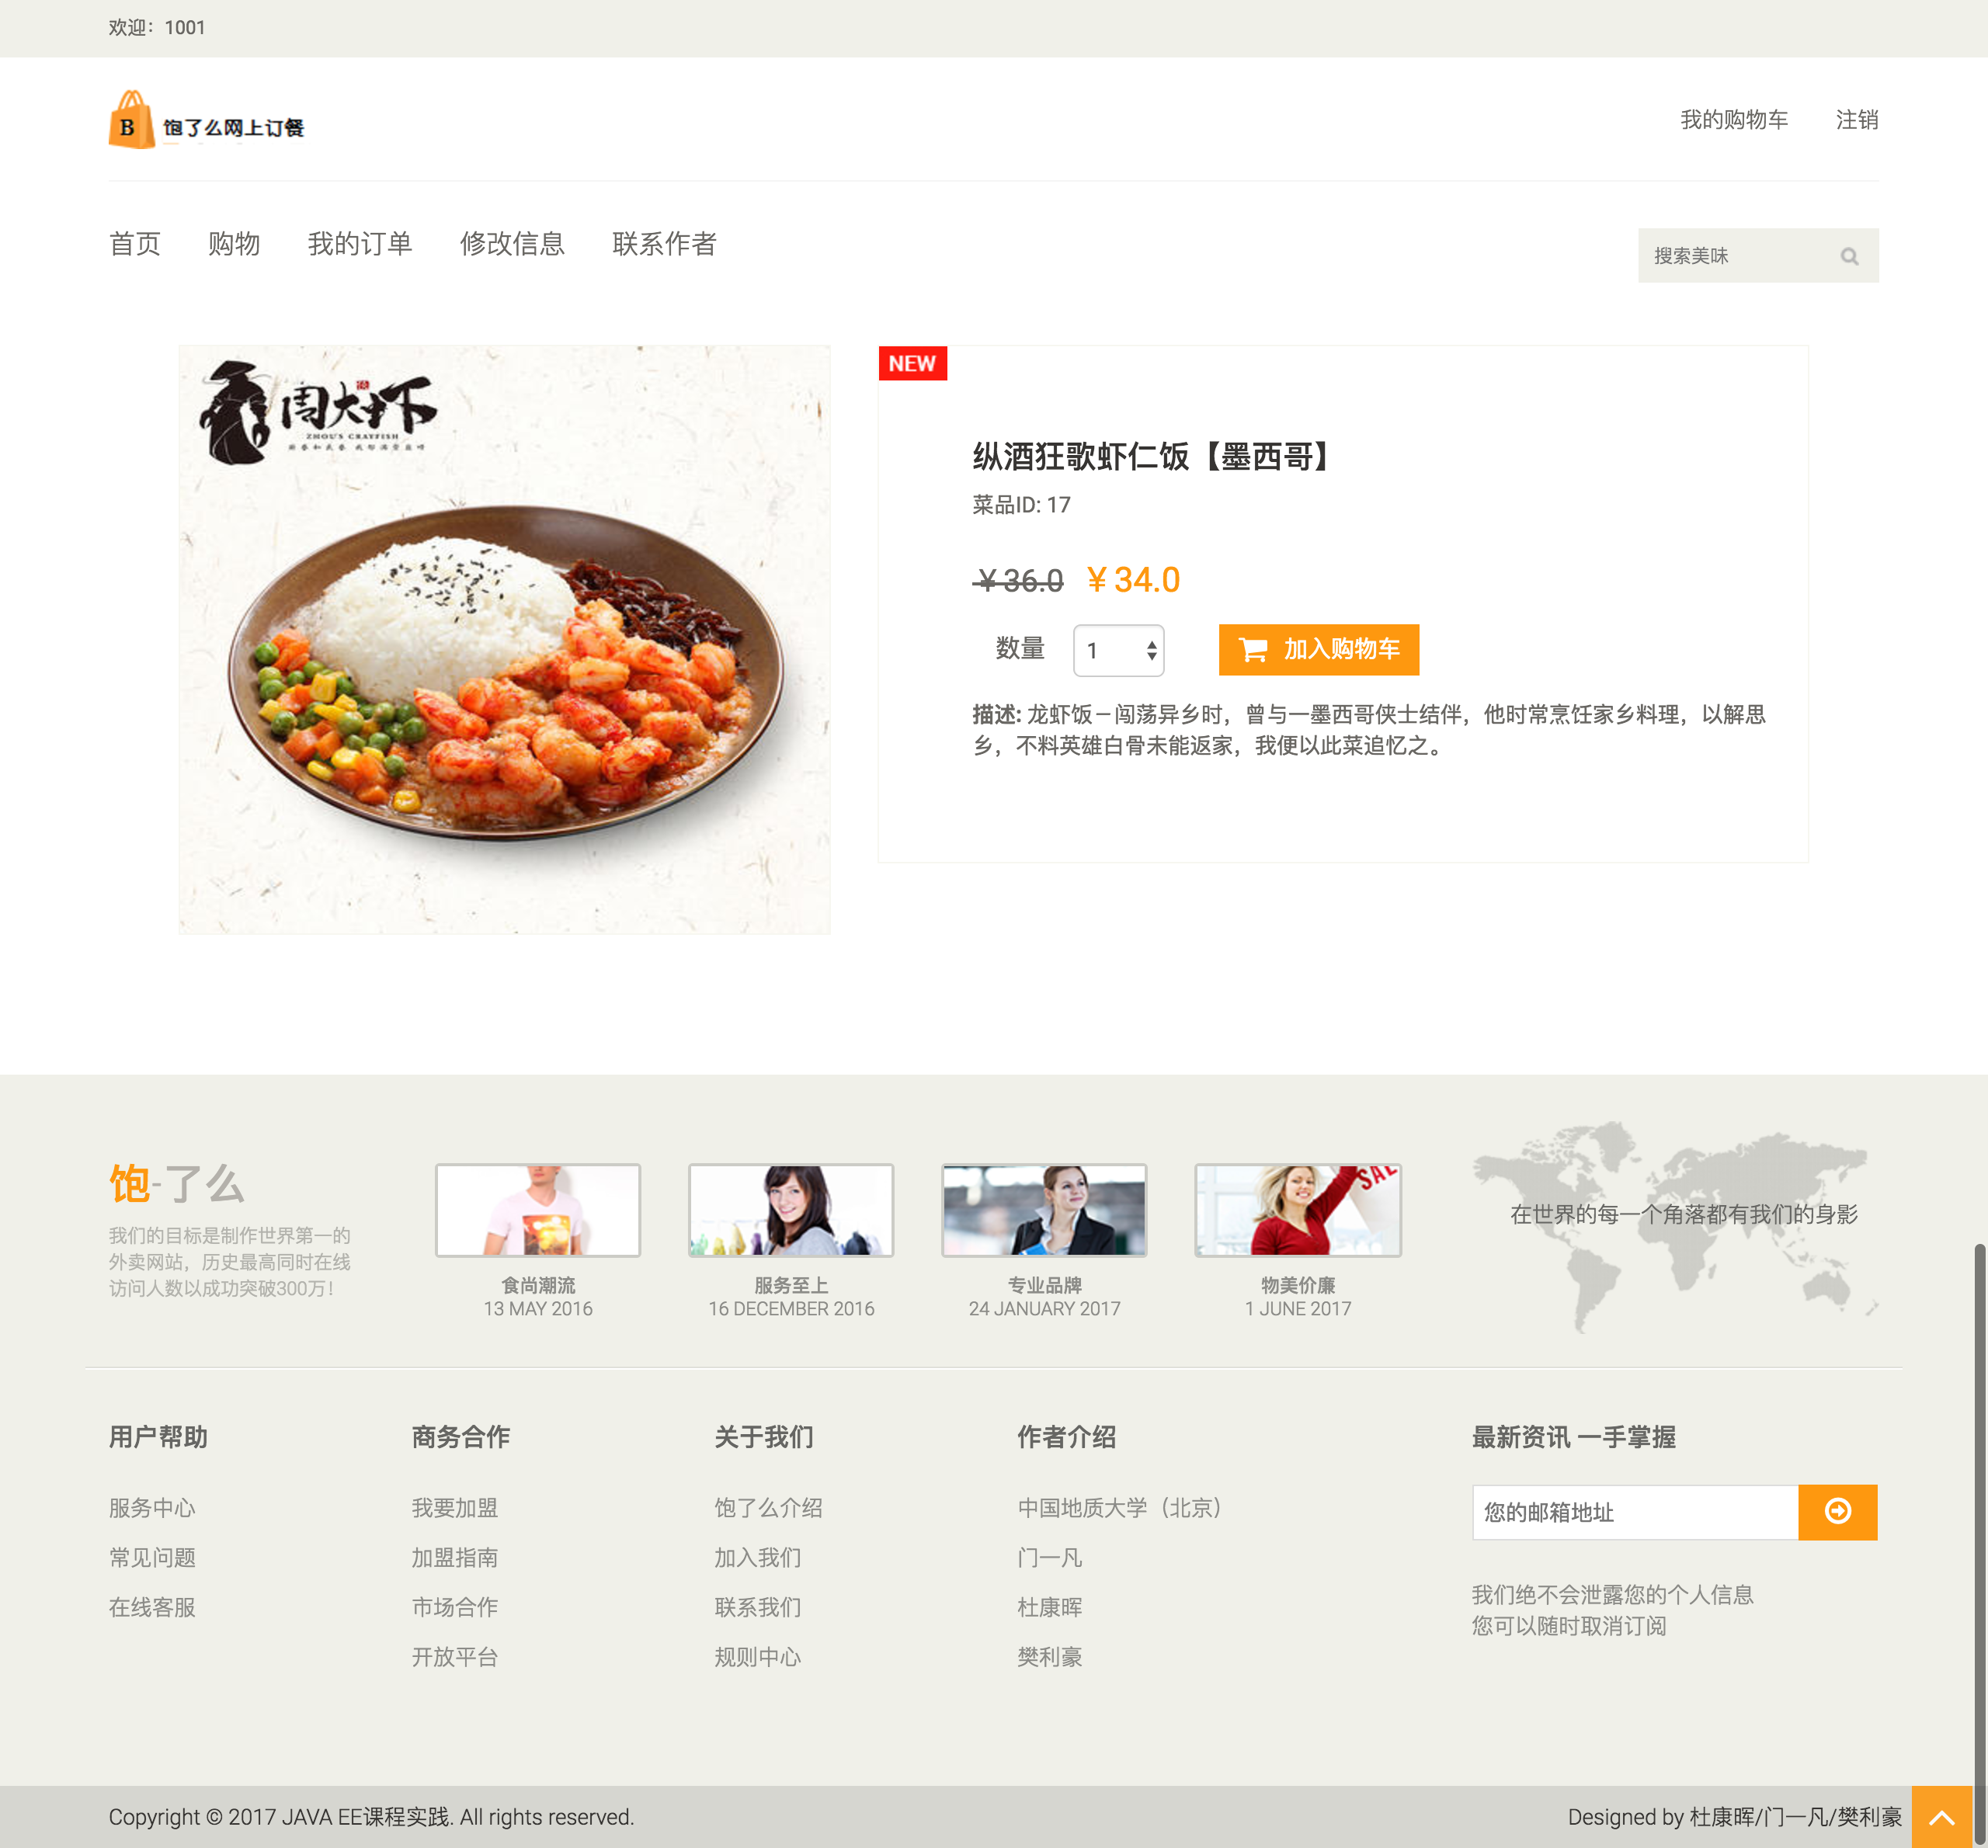 欢迎：1001
B 饱了么网上订餐
我的购物车 注销
首页 购物 我的订单 修改信息 联系作者
搜索美味
周大虾
ZHOU'S CRAYFISH
NEW
纵酒狂歌虾仁饭【墨西哥】
菜品ID: 17
￥36.0 ￥34.0
数量 1 加入购物车
描述: 龙虾饭－闯荡异乡时，曾与一墨西哥侠士结伴，他时常烹饪家乡料理，以解思
乡，不料英雄白骨未能返家，我便以此菜追忆之。
饱-了么
我们的目标是制作世界第一的
外卖网站，历史最高同时在线
访问人数以成功突破300万！
食尚潮流
13 MAY 2016
服务至上
16 DECEMBER 2016
专业品牌
24 JANUARY 2017
SALE
物美价廉
1 JUNE 2017
在世界的每一个角落都有我们的身影
用户帮助
服务中心
常见问题
在线客服
商务合作
我要加盟
加盟指南
市场合作
开放平台
关于我们
饱了么介绍
加入我们
联系我们
规则中心
作者介绍
中国地质大学（北京）
门一凡
杜康晖
樊利豪
最新资讯 一手掌握
您的邮箱地址
我们绝不会泄露您的个人信息
您可以随时取消订阅
Copyright © 2017 JAVA EE课程实践. All rights reserved.
Designed by 杜康晖/门一凡/樊利豪